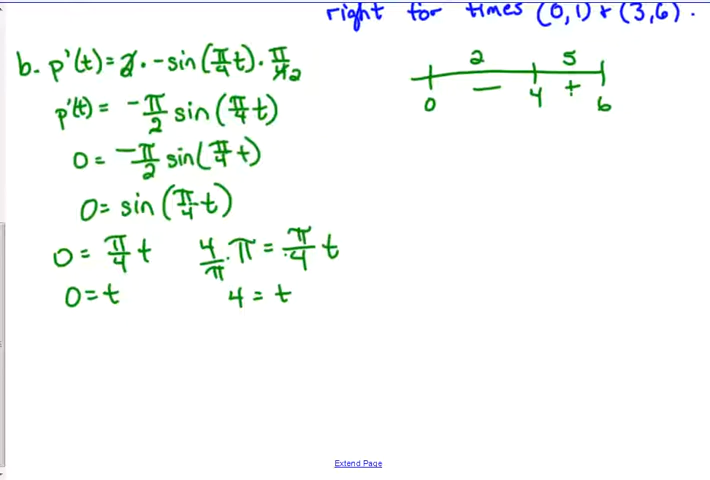 right for times (0,1) + (3,6).
b. p'(t) = 2 · - sin(π/4 t) · π/42
p'(t) = -π/2 sin(π/4 t)
0 = -π/2 sin(π/4 t)
0 = sin(π/4 t)
0 = π/4 t
0 = t
4/π · π = π/4 t
4 = t
2 5
- +
0 4 6
Extend Page